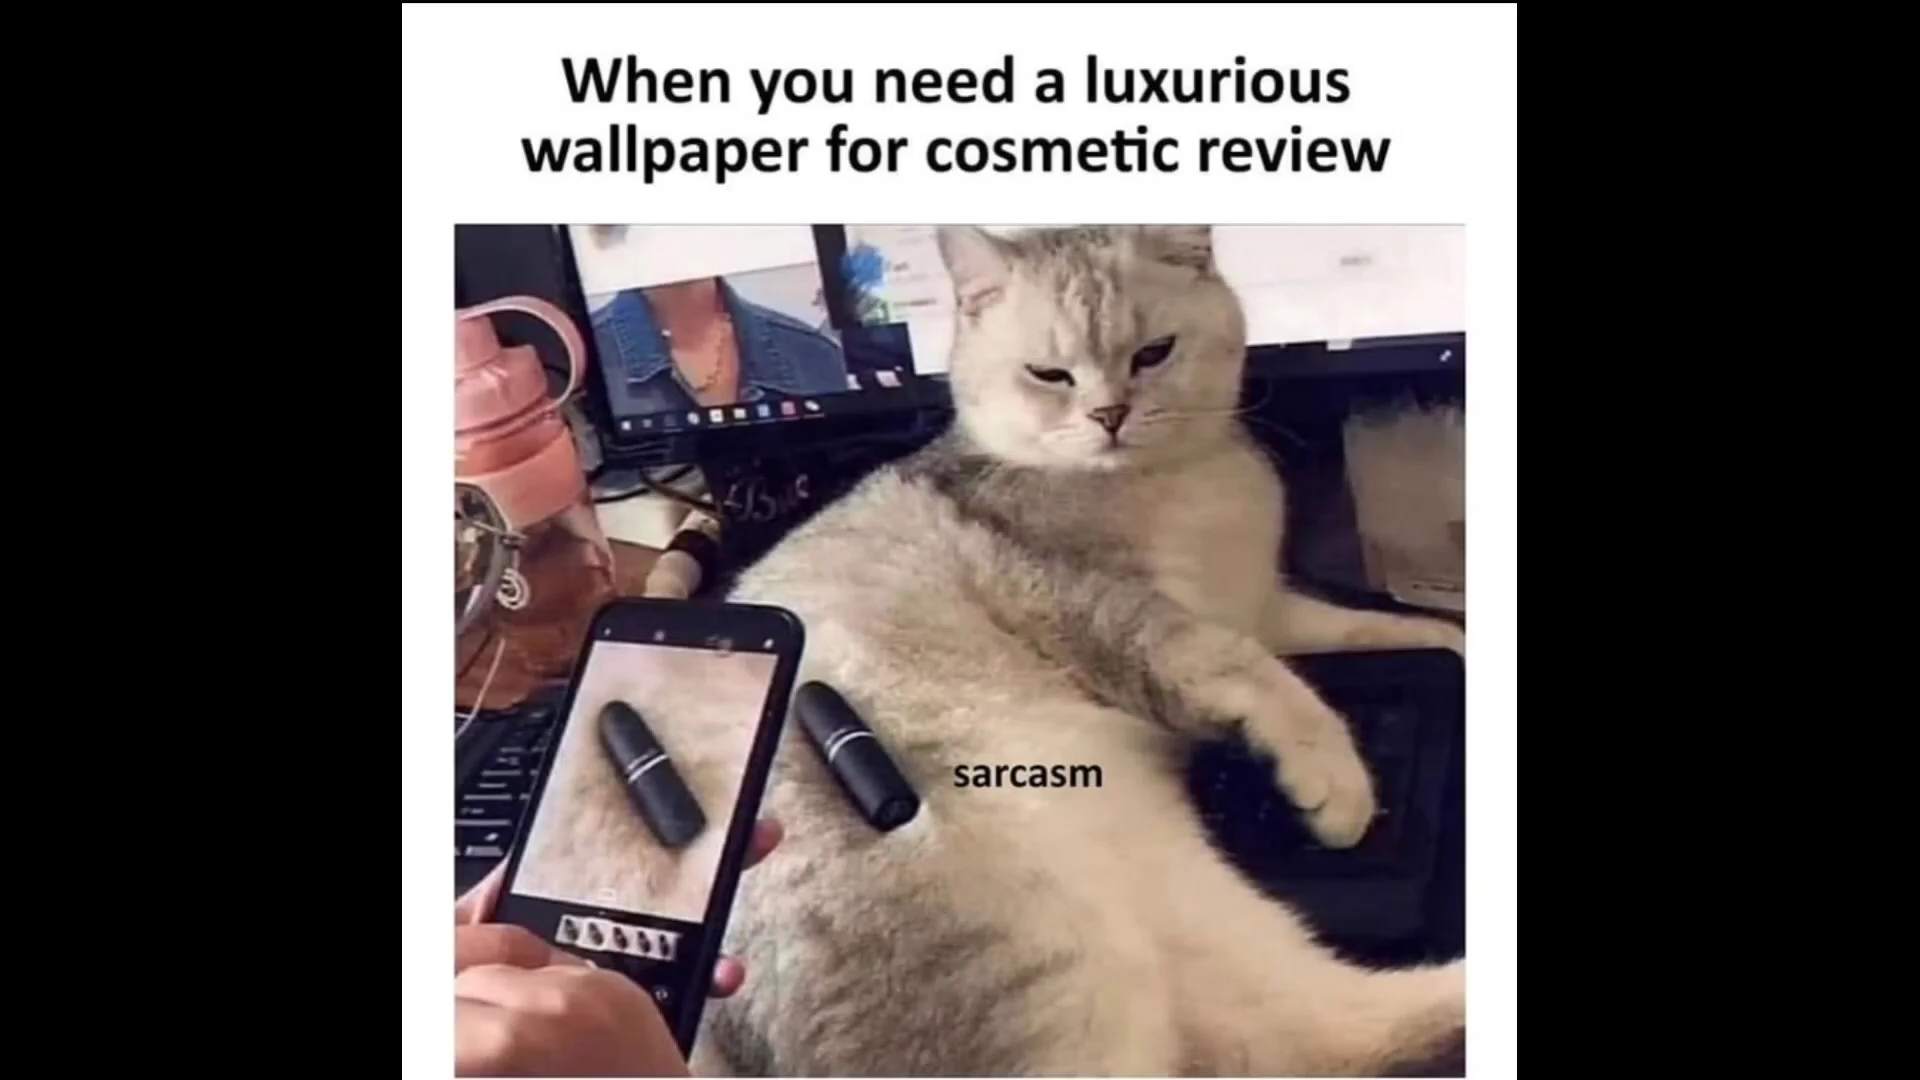 When you need a luxurious
wallpaper for cosmetic review
sarcasm